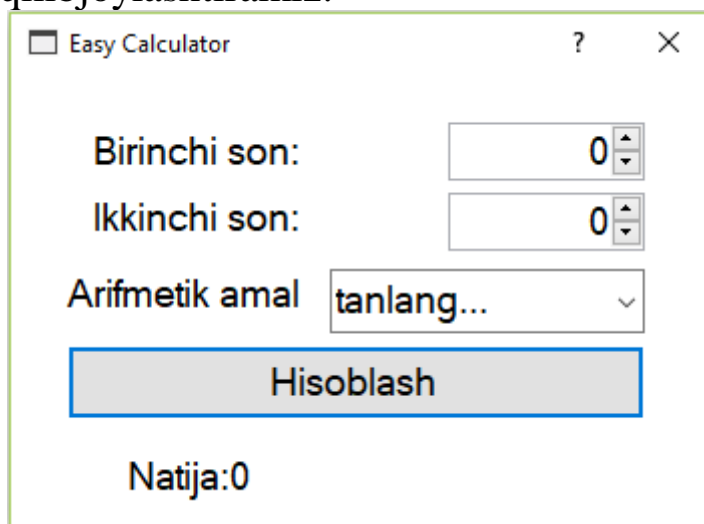 Easy Calculator ?
Birinchi son: 0
Ikkinchi son: 0
Arifmetik amal tanlang...
Hisoblash
Natija:0